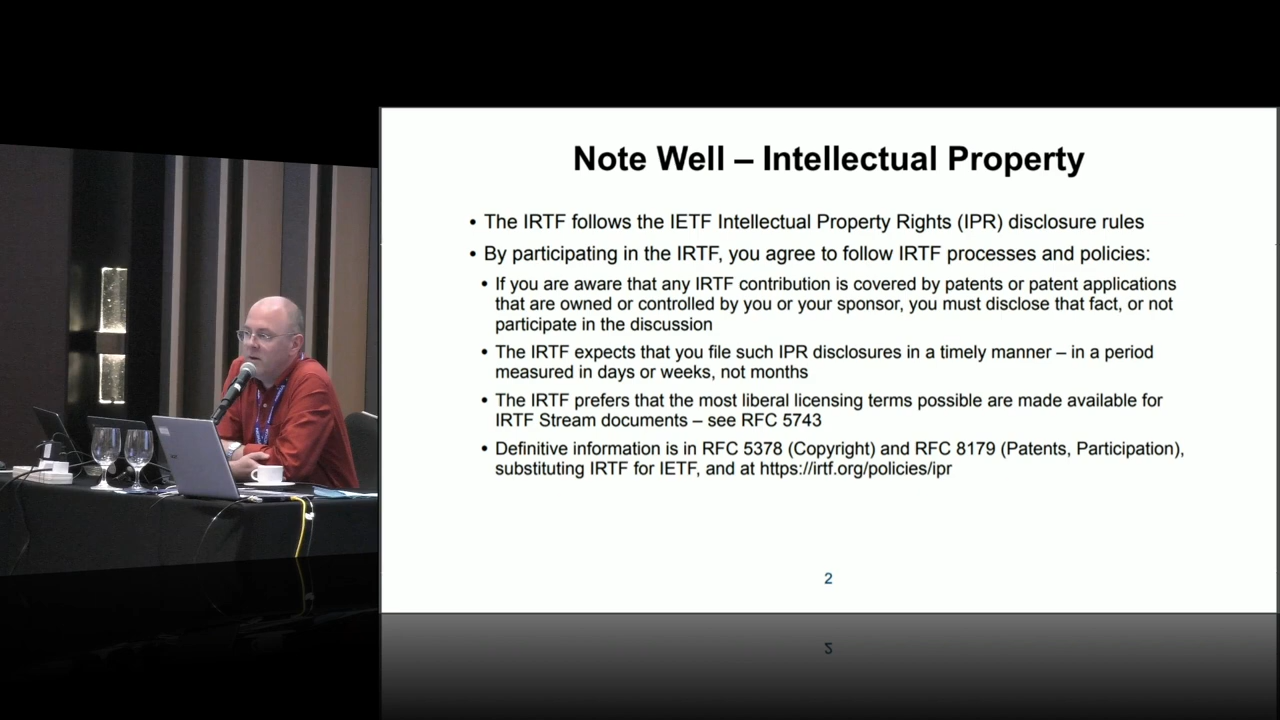 Note Well – Intellectual Property
• The IRTF follows the IETF Intellectual Property Rights (IPR) disclosure rules
• By participating in the IRTF, you agree to follow IRTF processes and policies:
• If you are aware that any IRTF contribution is covered by patents or patent applications
that are owned or controlled by you or your sponsor, you must disclose that fact, or not
participate in the discussion
• The IRTF expects that you file such IPR disclosures in a timely manner – in a period
measured in days or weeks, not months
• The IRTF prefers that the most liberal licensing terms possible are made available for
IRTF Stream documents – see RFC 5743
• Definitive information is in RFC 5378 (Copyright) and RFC 8179 (Patents, Participation),
substituting IRTF for IETF, and at https://irtf.org/policies/ipr
2